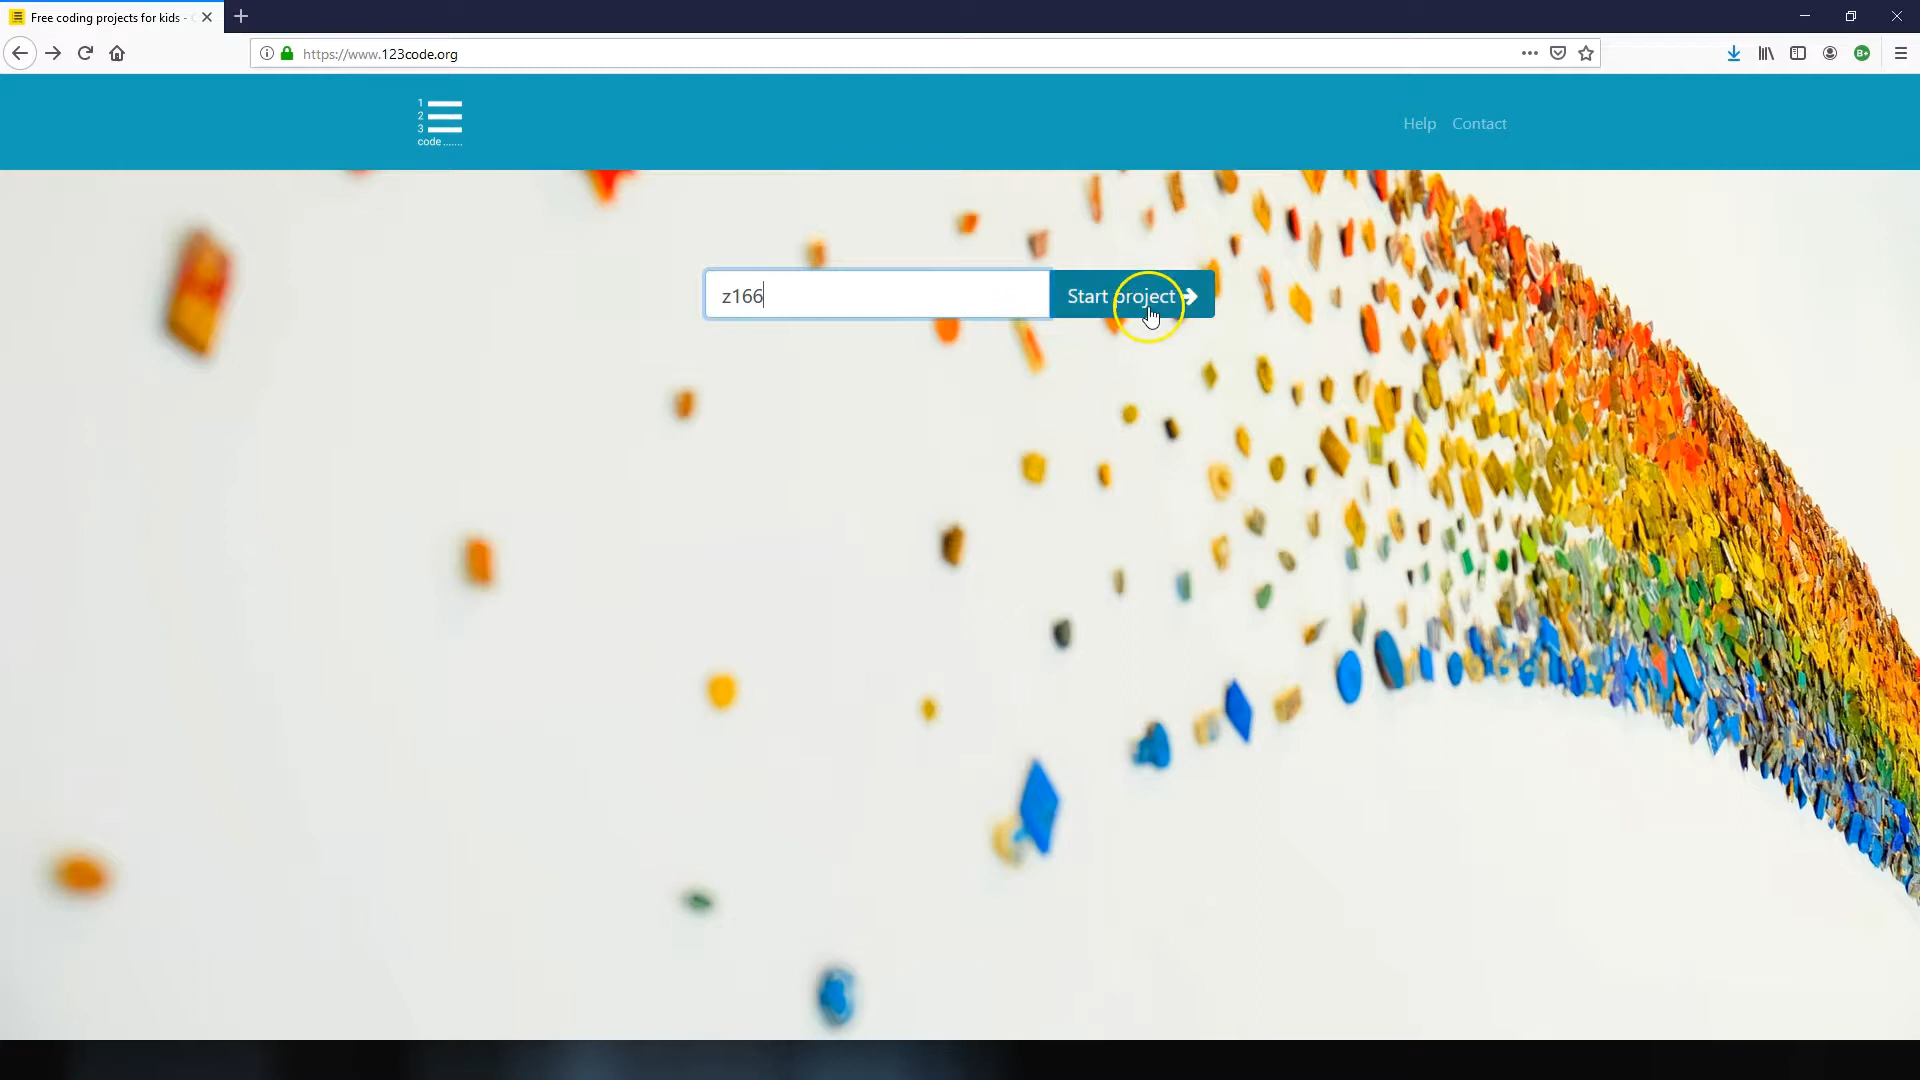 Free coding projects for kids -
https://www.123code.org
1
2
3
code .......
Help Contact
z166
Start project